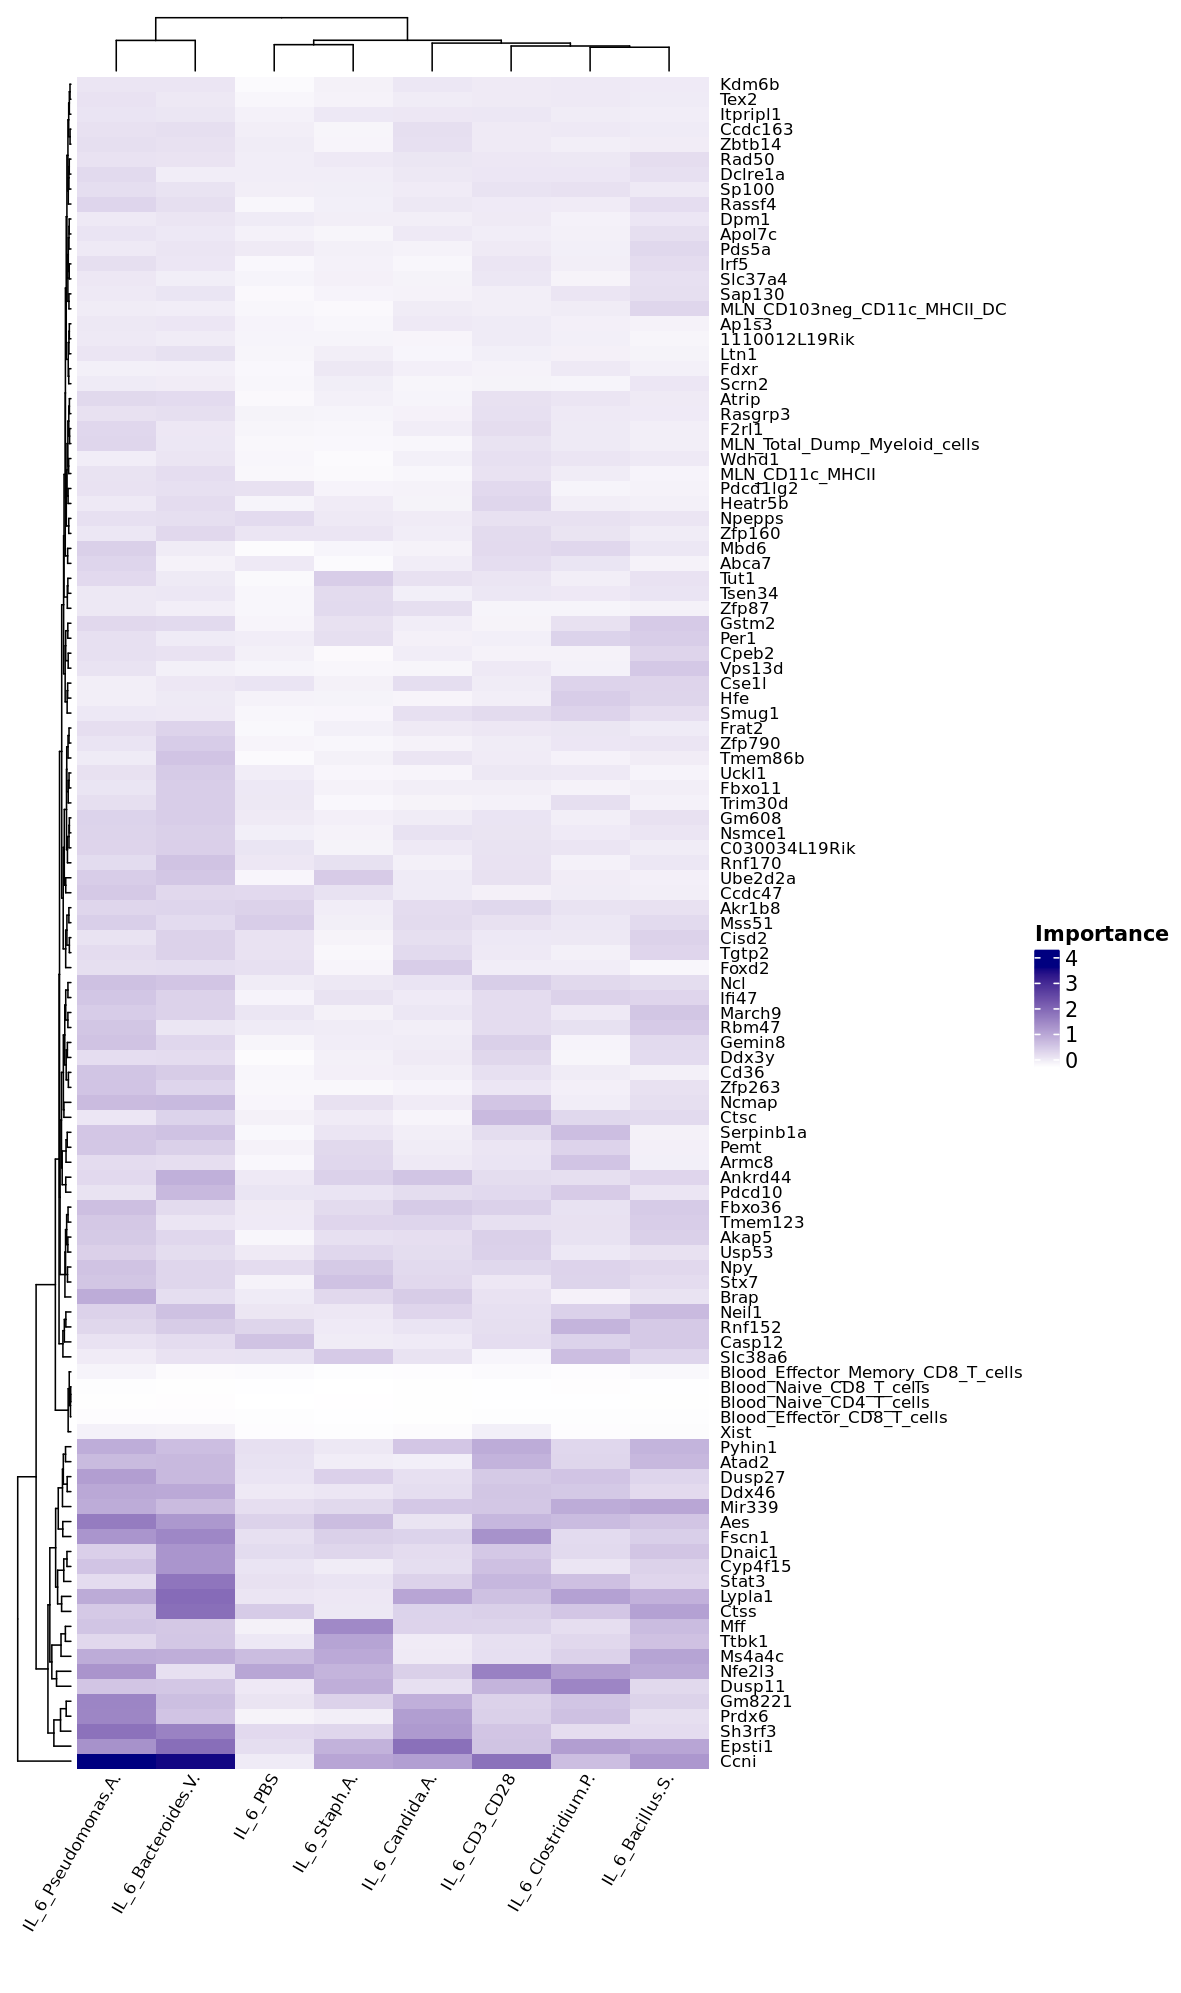 Kdm6b
Tex2
Itpripl1
Ccdc163
Zbtb14
Rad50
Dclre1a
Sp100
Rassf4
Dpm1
Apol7c
Pds5a
Irf5
Slc37a4
Sap130
MLN_CD103neg_CD11c_MHCII_DC
Ap1s3
1110012L19Rik
Ltn1
Fdxr
Scrn2
Atrip
Rasgrp3
F2rl1
MLN_Total_Dump_Myeloid_cells
Wdhd1
MLN_CD11c_MHCII
Pdcd1lg2
Heatr5b
Npepps
Zfp160
Mbd6
Abca7
Tut1
Tsen34
Zfp87
Gstm2
Per1
Cpeb2
Vps13d
Cse1l
Hfe
Smug1
Frat2
Zfp790
Tmem86b
Uckl1
Fbxo11
Trim30d
Gm608
Nsmce1
C030034L19Rik
Rnf170
Ube2d2a
Ccdc47
Akr1b8
Mss51
Cisd2
Tgtp2
Foxd2
Ncl
Ifi47
March9
Rbm47
Gemin8
Ddx3y
Cd36
Zfp263
Ncmap
Ctsc
Serpinb1a
Pemt
Armc8
Ankrd44
Pdcd10
Fbxo36
Tmem123
Akap5
Usp53
Npy
Stx7
Brap
Neil1
Rnf152
Casp12
Slc38a6
Blood_Effector_Memory_CD8_T_cells
Blood_Naive_CD8_T_cells
Blood_Naive_CD4_T_cells
Blood_Effector_CD8_T_cells
Xist
Pyhin1
Atad2
Dusp27
Ddx46
Mir339
Aes
Fscn1
Dnaic1
Cyp4f15
Stat3
Lypla1
Ctss
Mff
Ttbk1
Ms4a4c
Nfe2l3
Dusp11
Gm8221
Prdx6
Sh3rf3
Epsti1
Ccni
IL_6_Pseudomonas.A.
IL_6_Bacteroides.V.
IL_6_PBS
IL_6_Staph.A.
IL_6_Candida.A.
IL_6_CD3_CD28
IL_6_Clostridium.P.
IL_6_Bacillus.S.
Importance
4
3
2
1
0